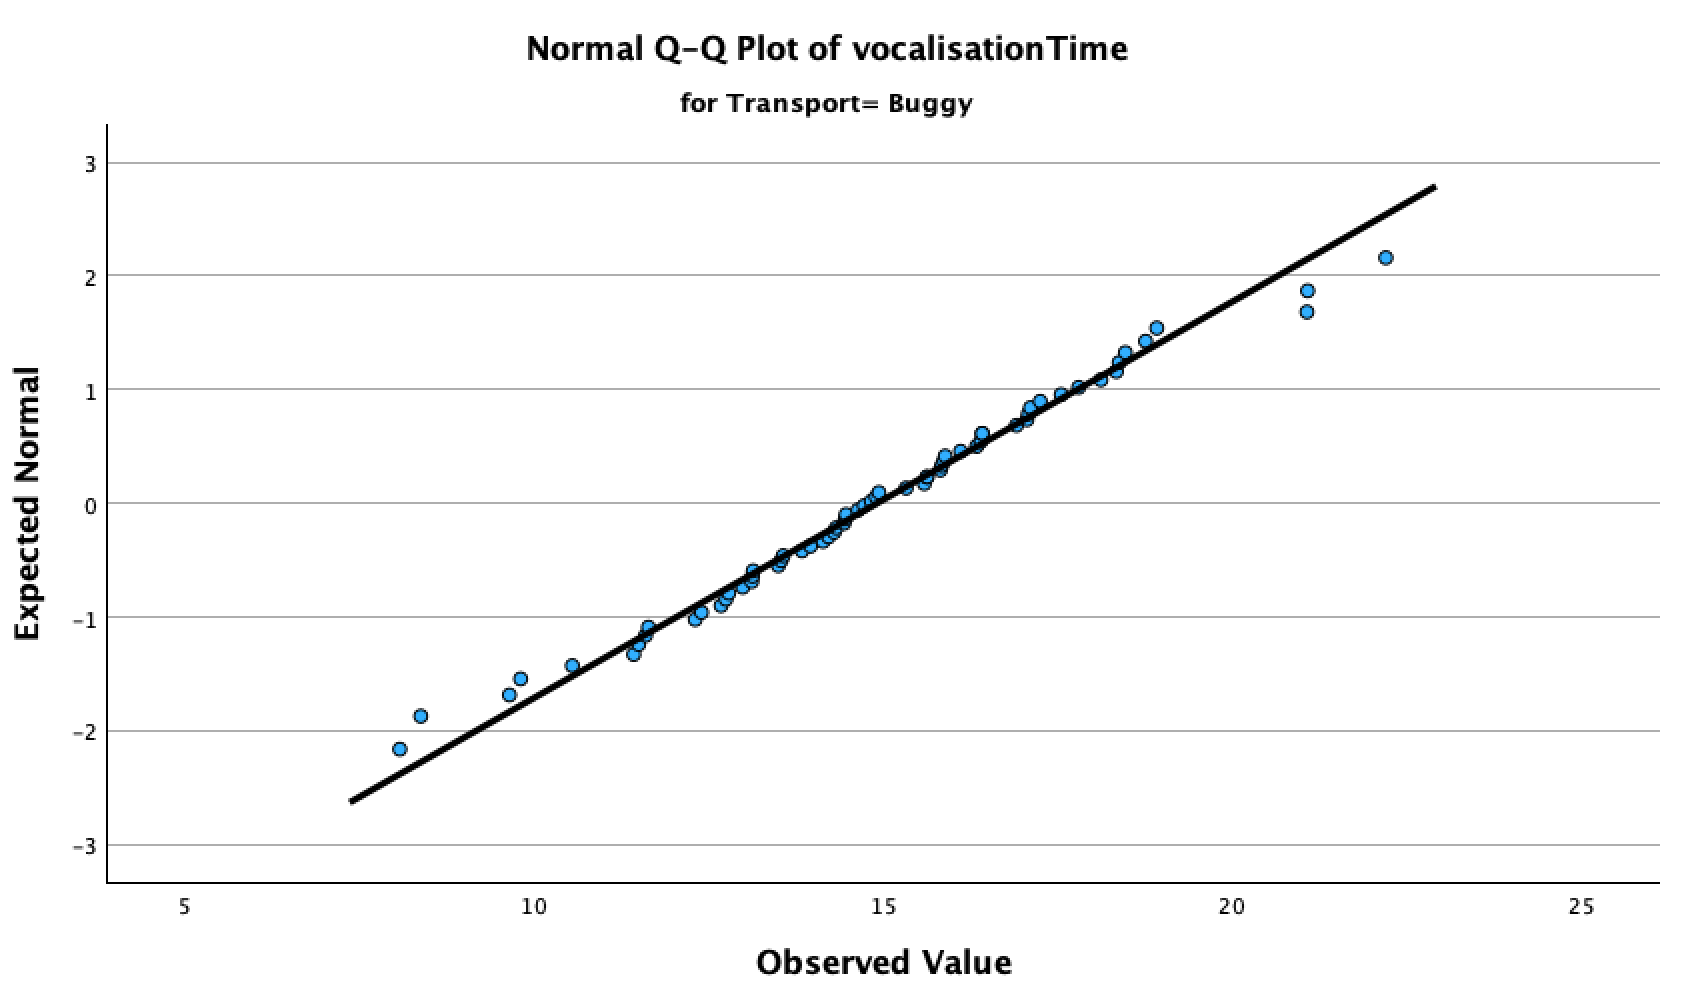 Normal Q–Q Plot of vocalisationTime
for Transport= Buggy
3
2
1
0
–1
–2
–3
Expected Normal
5 10 15 20 25
Observed Value